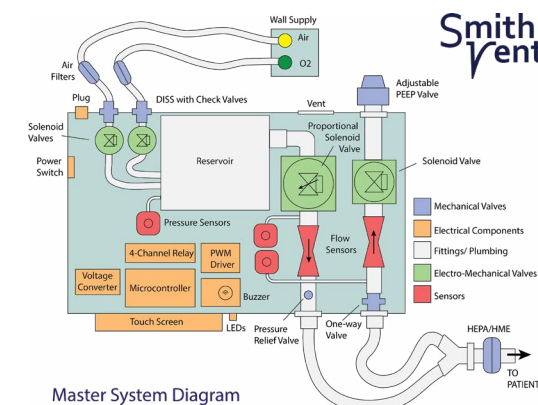 Wall Supply
Smith
Vent
Air
O2
Air
Filters
Adjustable
PEEP Valve
Plug
DISS with Check Valves
Vent
Solenoid
Valves
Proportional
Solenoid
Valve
Reservoir
Solenoid Valve
Power
Switch
Pressure Sensors
Flow
Sensors
Mechanical Valves
Electrical Components
Fittings/ Plumbing
Electro-Mechanical Valves
Sensors
4-Channel Relay
PWM
Driver
Voltage
Converter
Microcontroller
Buzzer
Touch Screen
LEDs
Pressure
Relief Valve
One-way
Valve
HEPA/HME
TO
PATIENT
Master System Diagram